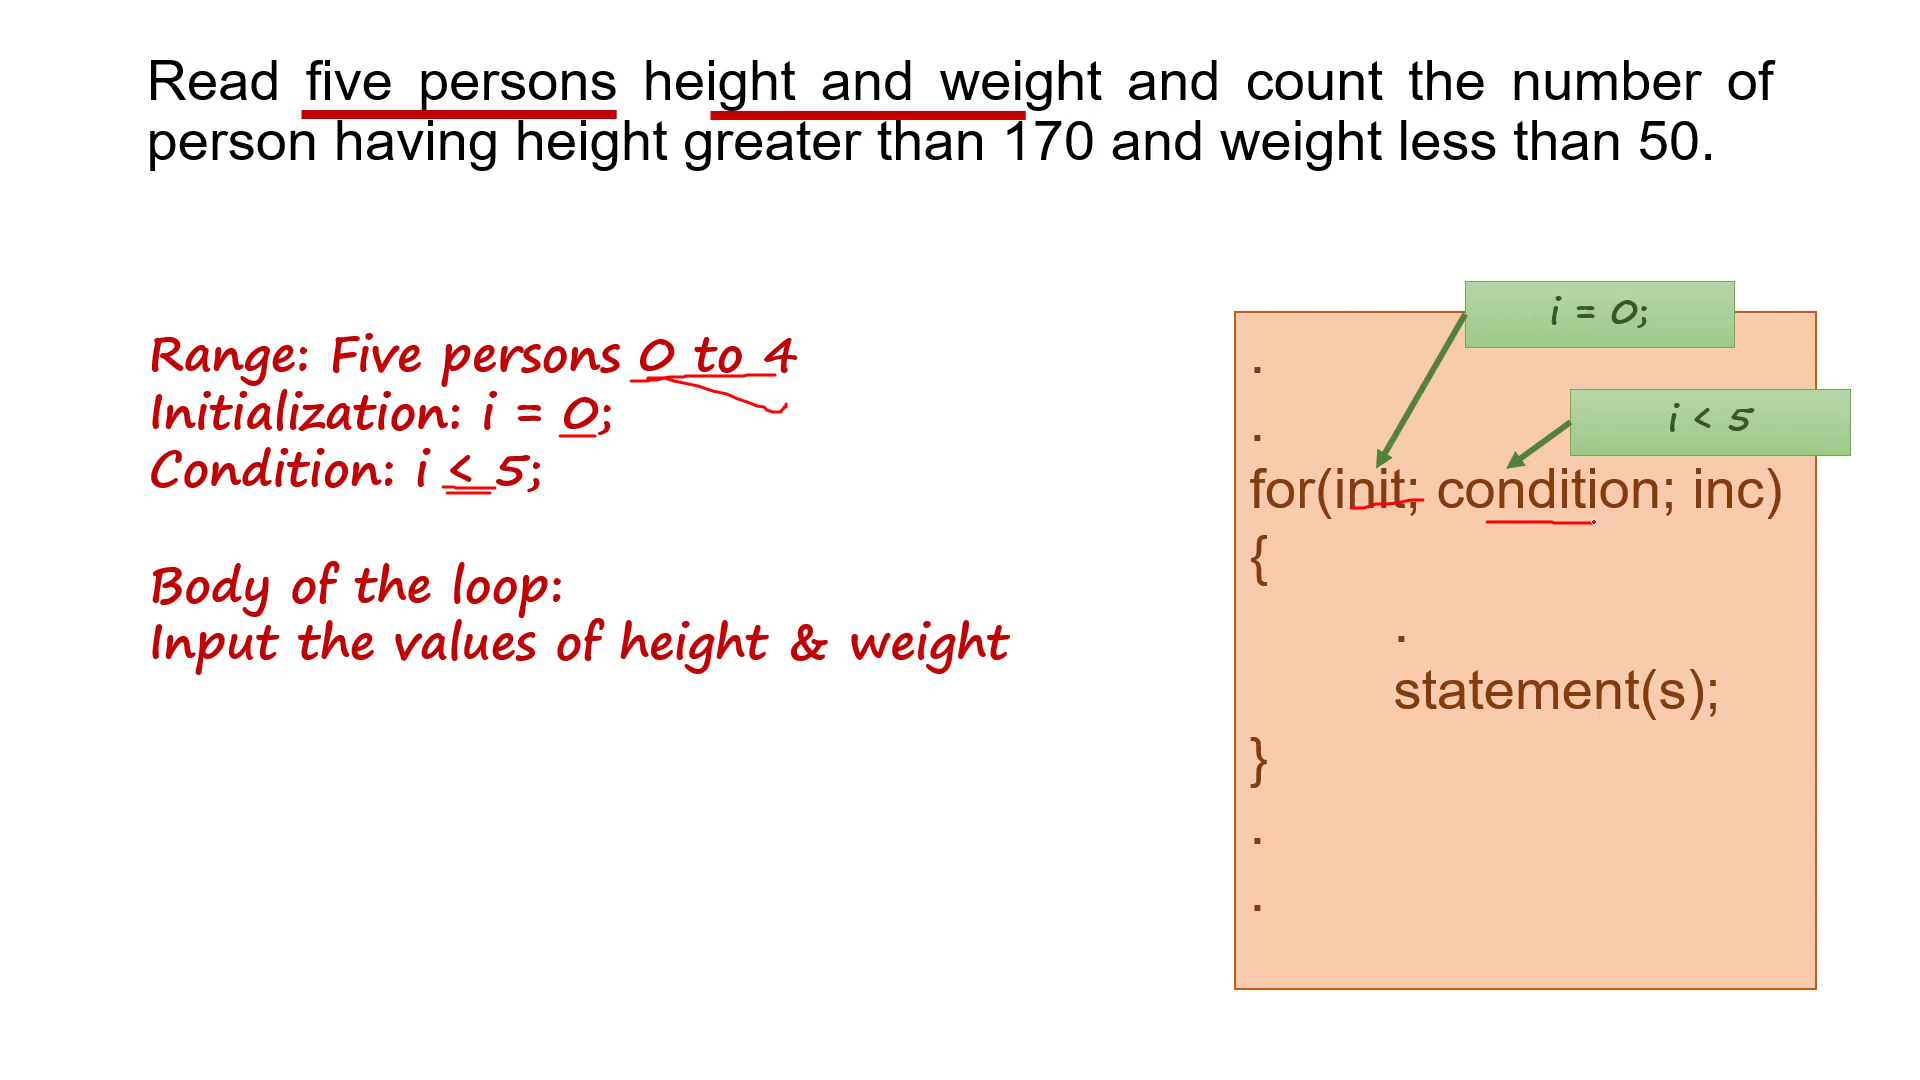 Read five persons height and weight and count the number of
person having height greater than 170 and weight less than 50.
Range: Five persons 0 to 4
Initialization: i = 0;
Condition: i < 5;
Body of the loop:
Input the values of height & weight
i = 0;
i < 5
.
.
for(init; condition; inc)
{
.
statement(s);
}
.
.